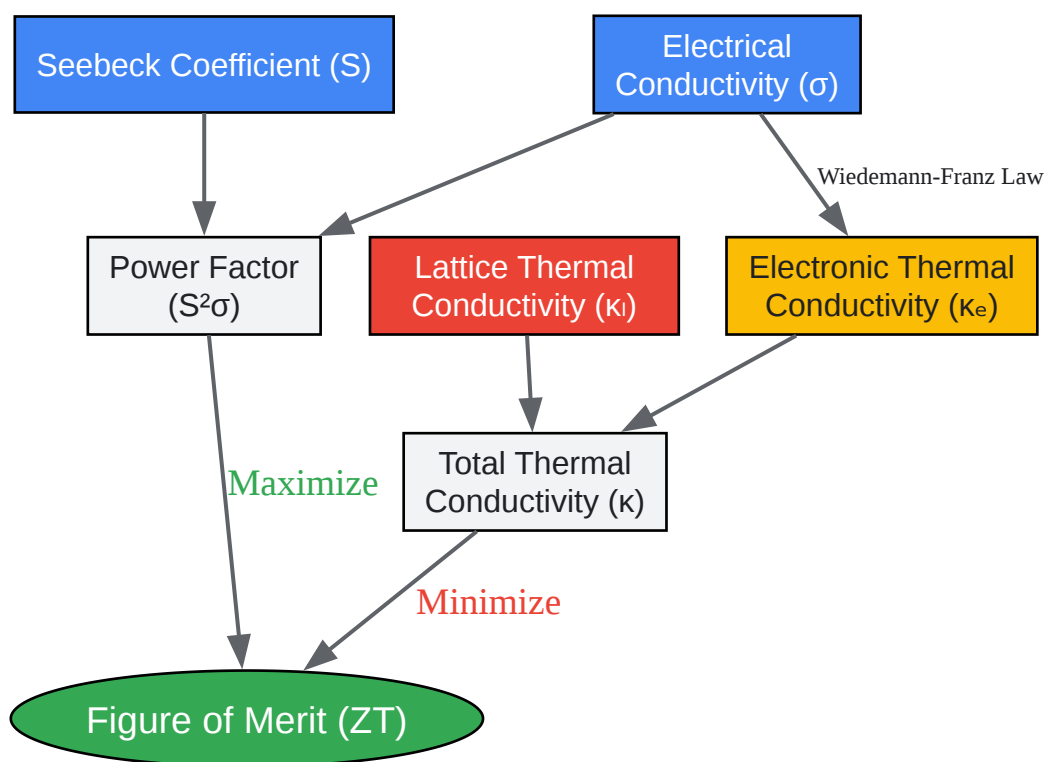 Seebeck Coefficient (S)
Electrical
Conductivity (σ)
Wiedemann-Franz Law
Power Factor
(S²σ)
Lattice Thermal
Conductivity (κₗ)
Electronic Thermal
Conductivity (κₑ)
Total Thermal
Conductivity (κ)
Maximize
Minimize
Figure of Merit (ZT)